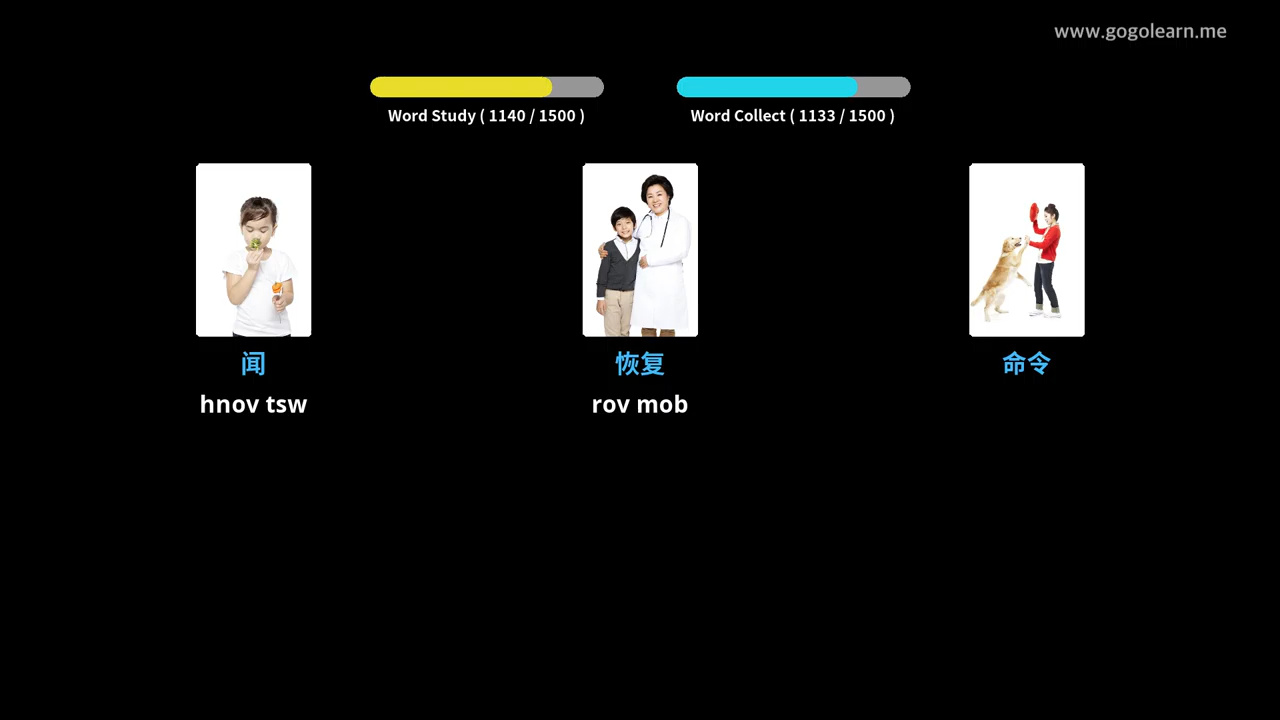 www.gogolearn.me
Word Study ( 1140 / 1500 )
Word Collect ( 1133 / 1500 )
闻
恢复
命令
hnov tsw
rov mob